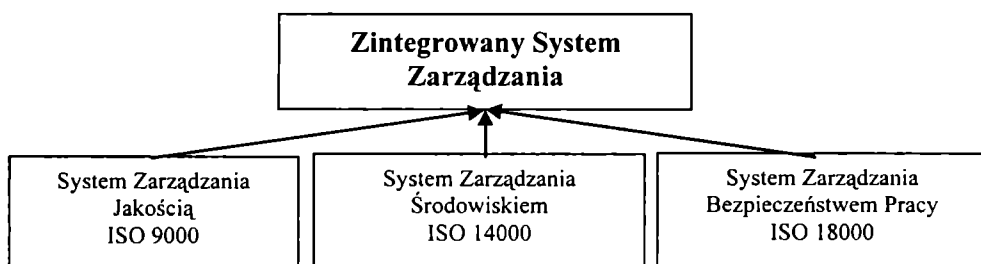 Zintegrowany System
Zarządzania
System Zarządzania
Jakością
ISO 9000
System Zarządzania
Środowiskiem
ISO 14000
System Zarządzania
Bezpieczeństwem Pracy
ISO 18000